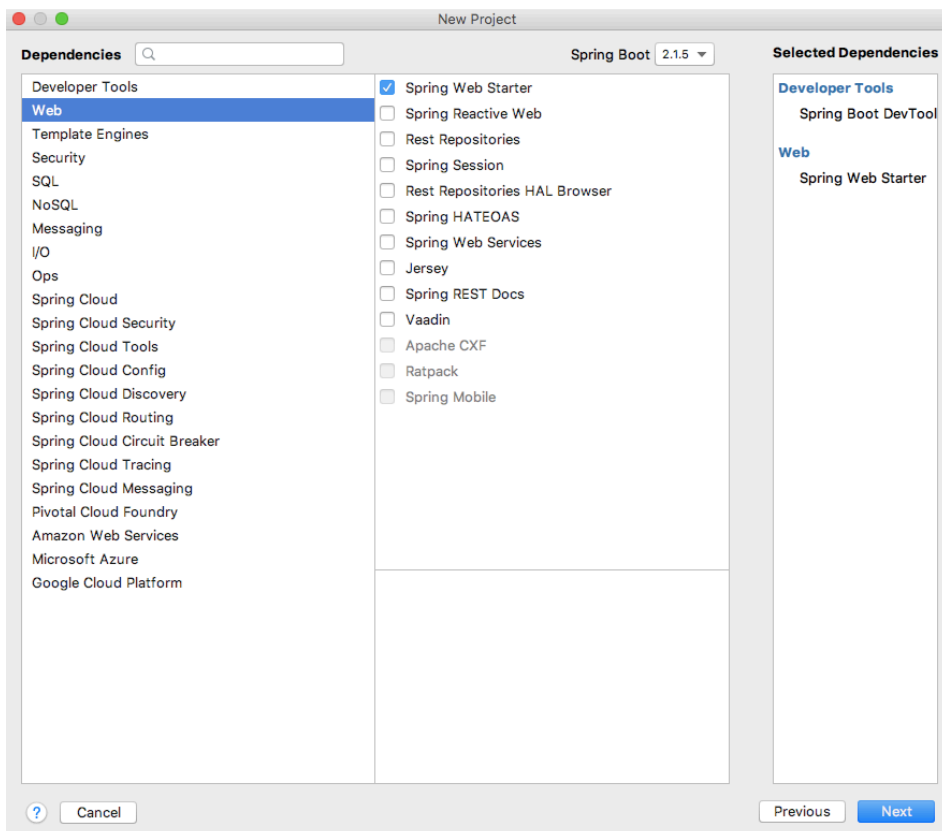 New Project
Dependencies
Spring Boot 2.1.5
Selected Dependencies
Developer Tools
Web
Template Engines
Security
SQL
NoSQL
Messaging
I/O
Ops
Spring Cloud
Spring Cloud Security
Spring Cloud Tools
Spring Cloud Config
Spring Cloud Discovery
Spring Cloud Routing
Spring Cloud Circuit Breaker
Spring Cloud Tracing
Spring Cloud Messaging
Pivotal Cloud Foundry
Amazon Web Services
Microsoft Azure
Google Cloud Platform
Spring Web Starter
Spring Reactive Web
Rest Repositories
Spring Session
Rest Repositories HAL Browser
Spring HATEOAS
Spring Web Services
Jersey
Spring REST Docs
Vaadin
Apache CXF
Ratpack
Spring Mobile
Developer Tools
Spring Boot DevTool
Web
Spring Web Starter
?
Cancel
Previous
Next